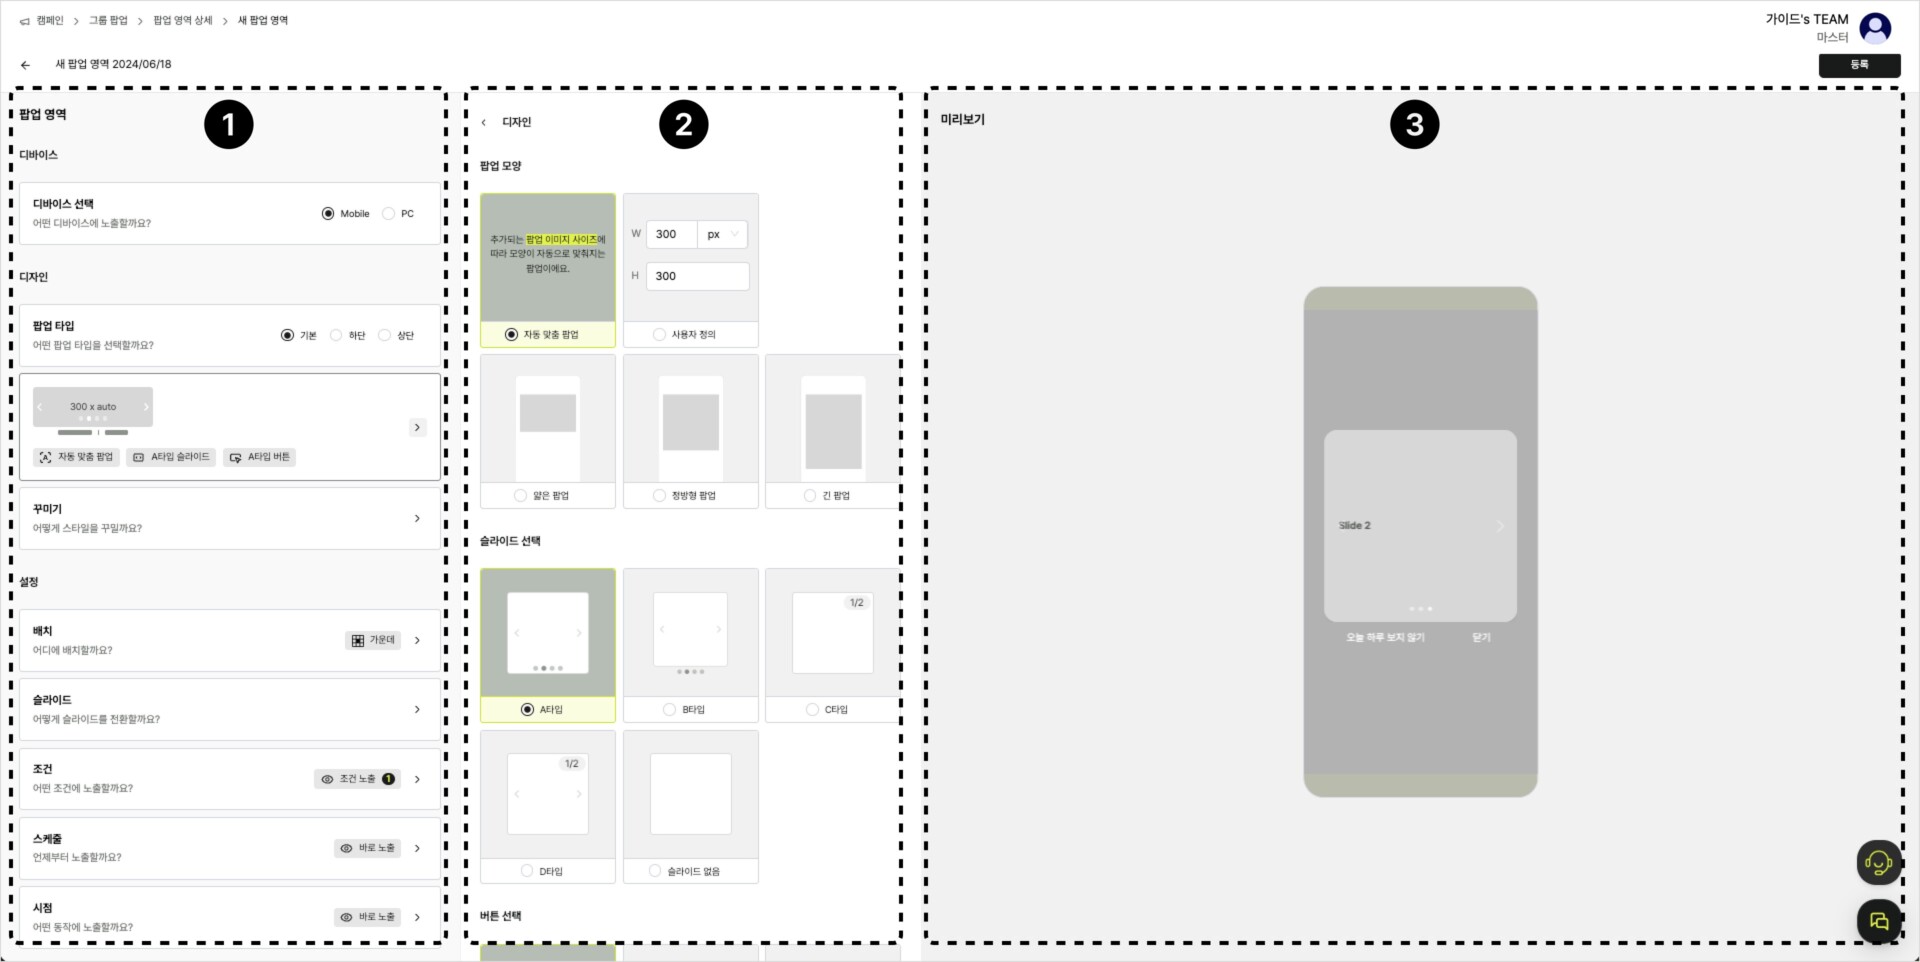 캠페인 > 그룹 팝업 > 팝업 영역 상세 > 새 팝업 영역
가이드's TEAM
마스터
새 팝업 영역 2024/06/18
등록
1
팝업 영역
디바이스
디바이스 선택
어떤 디바이스에 노출할까요?
Mobile
PC
디자인
팝업 타입
어떤 팝업 타입을 선택할까요?
기본
하단
상단
300 x auto
자동 맞춤 팝업
A타입 슬라이드
A타입 버튼
꾸미기
어떻게 스타일을 꾸밀까요?
설정
배치
어디에 배치할까요?
가운데
슬라이드
어떻게 슬라이드를 전환할까요?
조건
어떤 조건에 노출할까요?
조건 노출 1
스케줄
언제부터 노출할까요?
바로 노출
시점
어떤 동작에 노출할까요?
바로 노출
2
디자인
팝업 모양
추가되는 팝업 이미지 사이즈에
따라 모양이 자동으로 맞춰지는
팝업이에요.
자동 맞춤 팝업
W 300 px
H 300
사용자 정의
얇은 팝업
정방형 팝업
긴 팝업
슬라이드 선택
A타입
B타입
1/2
C타입
1/2
D타입
슬라이드 없음
버튼 선택
3
미리보기
Slide 2
오늘 하루 보지 않기
닫기